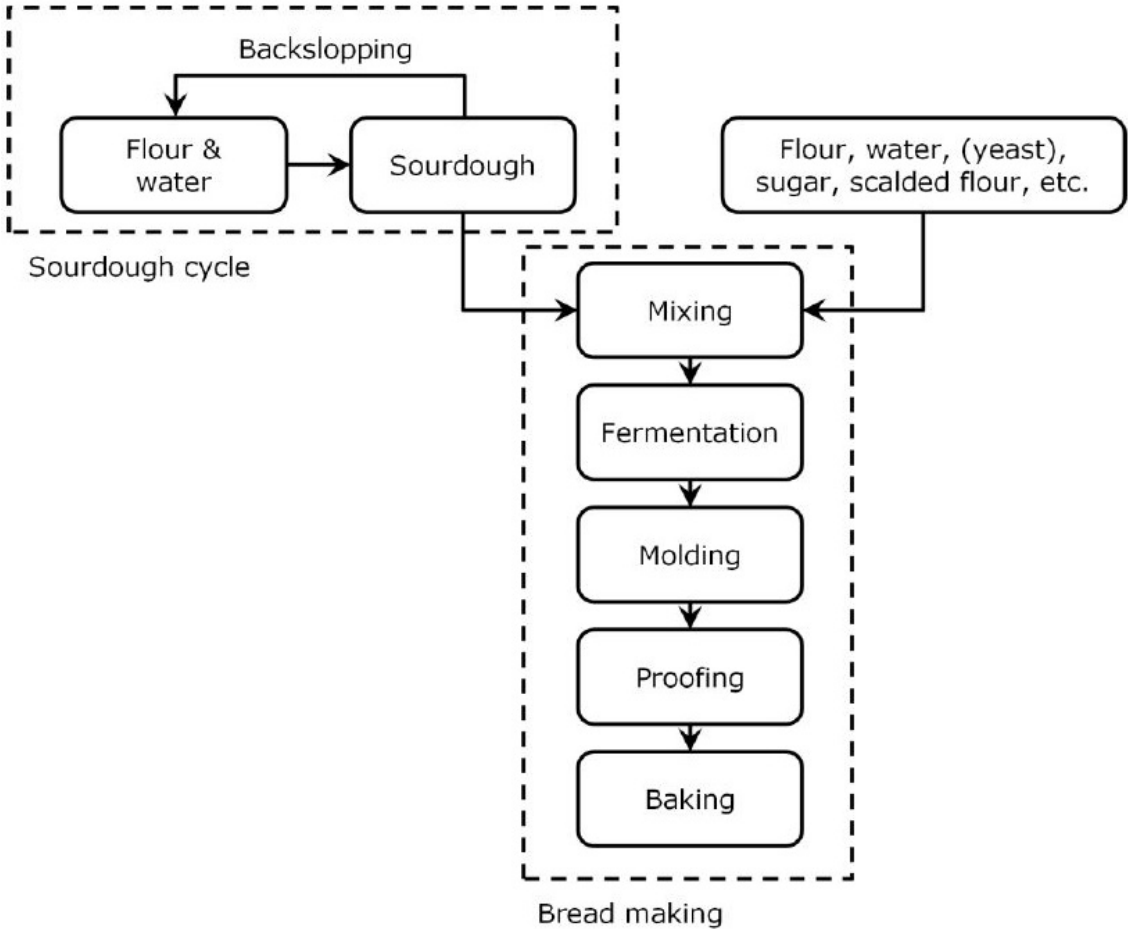 Backslopping
Flour &
water
Sourdough
Flour, water, (yeast),
sugar, scalded flour, etc.
Sourdough cycle
Mixing
Fermentation
Molding
Proofing
Baking
Bread making